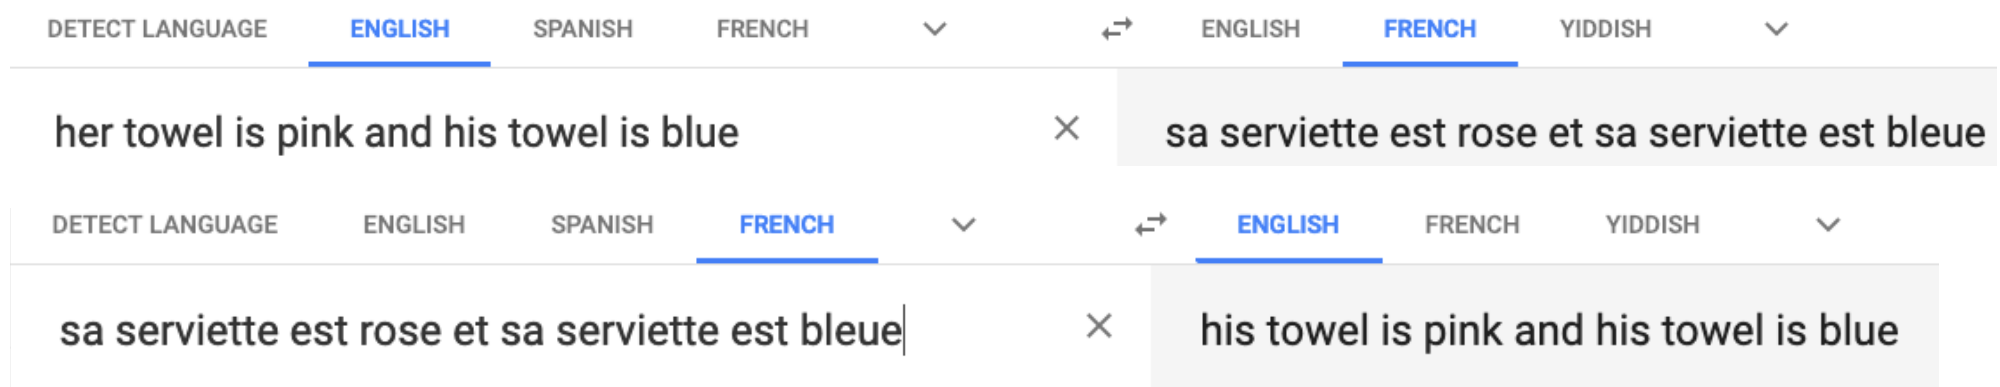 DETECT LANGUAGE ENGLISH SPANISH FRENCH ENGLISH FRENCH YIDDISH
her towel is pink and his towel is blue sa serviette est rose et sa serviette est bleue
DETECT LANGUAGE ENGLISH SPANISH FRENCH ENGLISH FRENCH YIDDISH
sa serviette est rose et sa serviette est bleue his towel is pink and his towel is blue